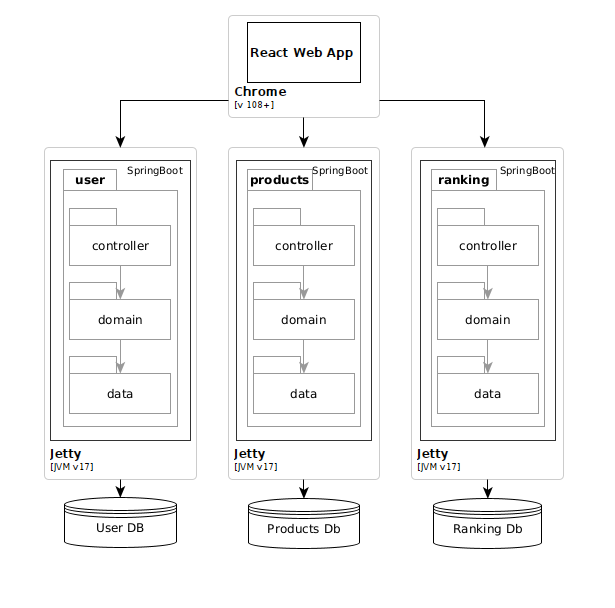 React Web App
Chrome
[v 108+]
SpringBoot
user
controller
domain
data
Jetty
[JVM v17]
User DB
SpringBoot
products
controller
domain
data
Jetty
[JVM v17]
Products Db
SpringBoot
ranking
controller
domain
data
Jetty
[JVM v17]
Ranking Db